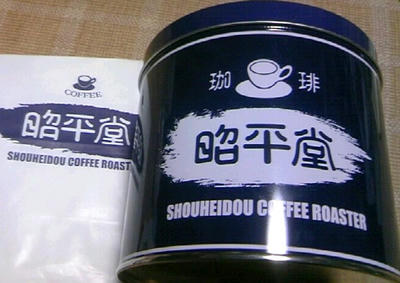 COFFEE
昭平堂
SHOUHEIDOU COFFEE ROAST
珈 琲
昭平堂
SHOUHEIDOU COFFEE ROASTER